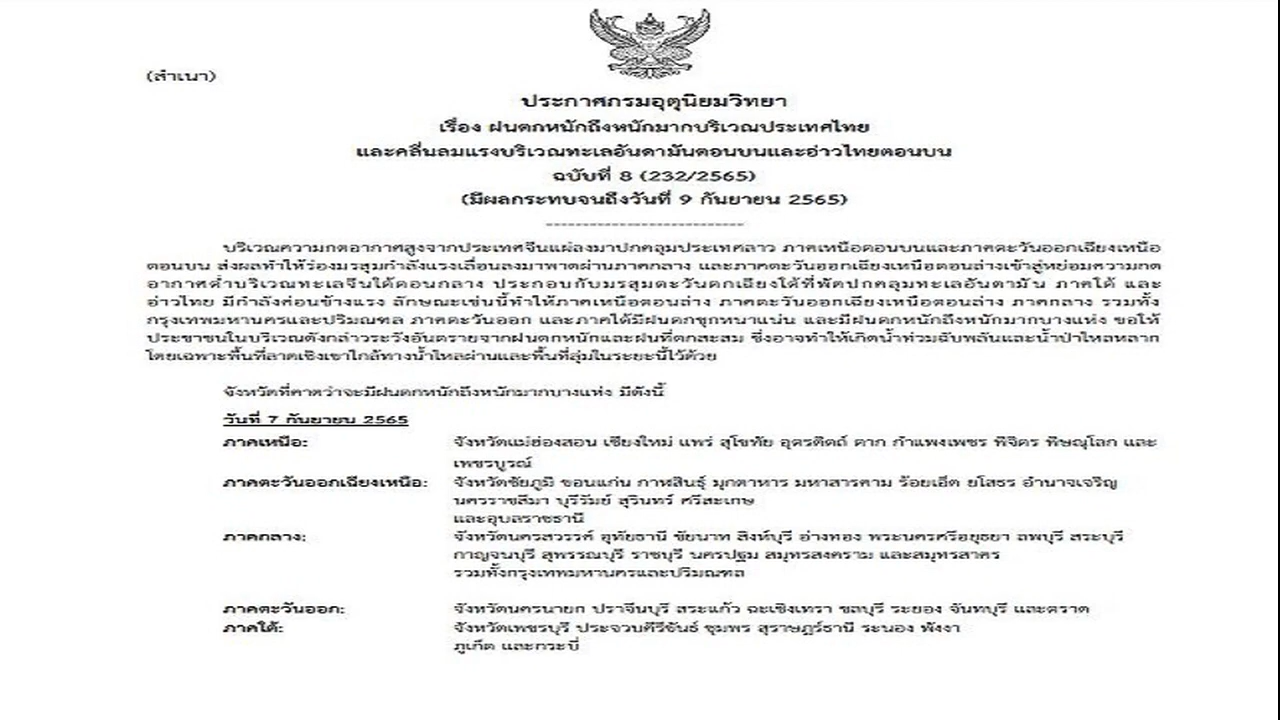 (สำเนา)
ประกาศกรมอุตุนิยมวิทยา
เรื่อง ฝนตกหนักถึงหนักมากบริเวณประเทศไทย
และคลื่นลมแรงบริเวณทะเลอันดามันตอนบนและอ่าวไทยตอนบน
ฉบับที่ 8 (232/2565)
(มีผลกระทบจนถึงวันที่ 9 กันยายน 2565)
---------------------------
บริเวณความกดอากาศสูงจากประเทศจีนแผ่ลงมาปกคลุมประเทศลาว ภาคเหนือตอนบนและภาคตะวันออกเฉียงเหนือ
ตอนบน ส่งผลทำให้ร่องมรสุมกำลังแรงเลื่อนลงมาพาดผ่านภาคกลาง และภาคตะวันออกเฉียงเหนือตอนล่างเข้าสู่หย่อมความกด
อากาศต่ำบริเวณทะเลจีนใต้ตอนกลาง ประกอบกับมรสุมตะวันตกเฉียงใต้ที่พัดปกคลุมทะเลอันดามัน ภาคใต้ และ
อ่าวไทย มีกำลังค่อนข้างแรง ลักษณะเช่นนี้ทำให้ภาคเหนือตอนล่าง ภาคตะวันออกเฉียงเหนือตอนล่าง ภาคกลาง รวมทั้ง
กรุงเทพมหานครและปริมณฑล ภาคตะวันออก และภาคใต้มีฝนตกชุกหนาแน่น และมีฝนตกหนักถึงหนักมากบางแห่ง ขอให้
ประชาชนในบริเวณดังกล่าวระวังอันตรายจากฝนตกหนักและฝนที่ตกสะสม ซึ่งอาจทำให้เกิดน้ำท่วมฉับพลันและน้ำป่าไหลหลาก
โดยเฉพาะพื้นที่ลาดเชิงเขาใกล้ทางน้ำไหลผ่านและพื้นที่ลุ่มในระยะนี้ไว้ด้วย
จังหวัดที่คาดว่าจะมีฝนตกหนักถึงหนักมากบางแห่ง มีดังนี้
วันที่ 7 กันยายน 2565
ภาคเหนือ: จังหวัดแม่ฮ่องสอน เชียงใหม่ แพร่ สุโขทัย อุตรดิตถ์ ตาก กำแพงเพชร พิจิตร พิษณุโลก และ
เพชรบูรณ์
ภาคตะวันออกเฉียงเหนือ: จังหวัดชัยภูมิ ขอนแก่น กาฬสินธุ์ มุกดาหาร มหาสารคาม ร้อยเอ็ด ยโสธร อำนาจเจริญ
นครราชสีมา บุรีรัมย์ สุรินทร์ ศรีสะเกษ
และอุบลราชธานี
ภาคกลาง: จังหวัดนครสวรรค์ อุทัยธานี ชัยนาท สิงห์บุรี อ่างทอง พระนครศรีอยุธยา ลพบุรี สระบุรี
กาญจนบุรี สุพรรณบุรี ราชบุรี นครปฐม สมุทรสงคราม และสมุทรสาคร
รวมทั้งกรุงเทพมหานครและปริมณฑล
ภาคตะวันออก: จังหวัดนครนายก ปราจีนบุรี สระแก้ว ฉะเชิงเทรา ชลบุรี ระยอง จันทบุรี และตราด
ภาคใต้: จังหวัดเพชรบุรี ประจวบคีรีขันธ์ ชุมพร สุราษฎร์ธานี ระนอง พังงา
ภูเก็ต และกระบี่